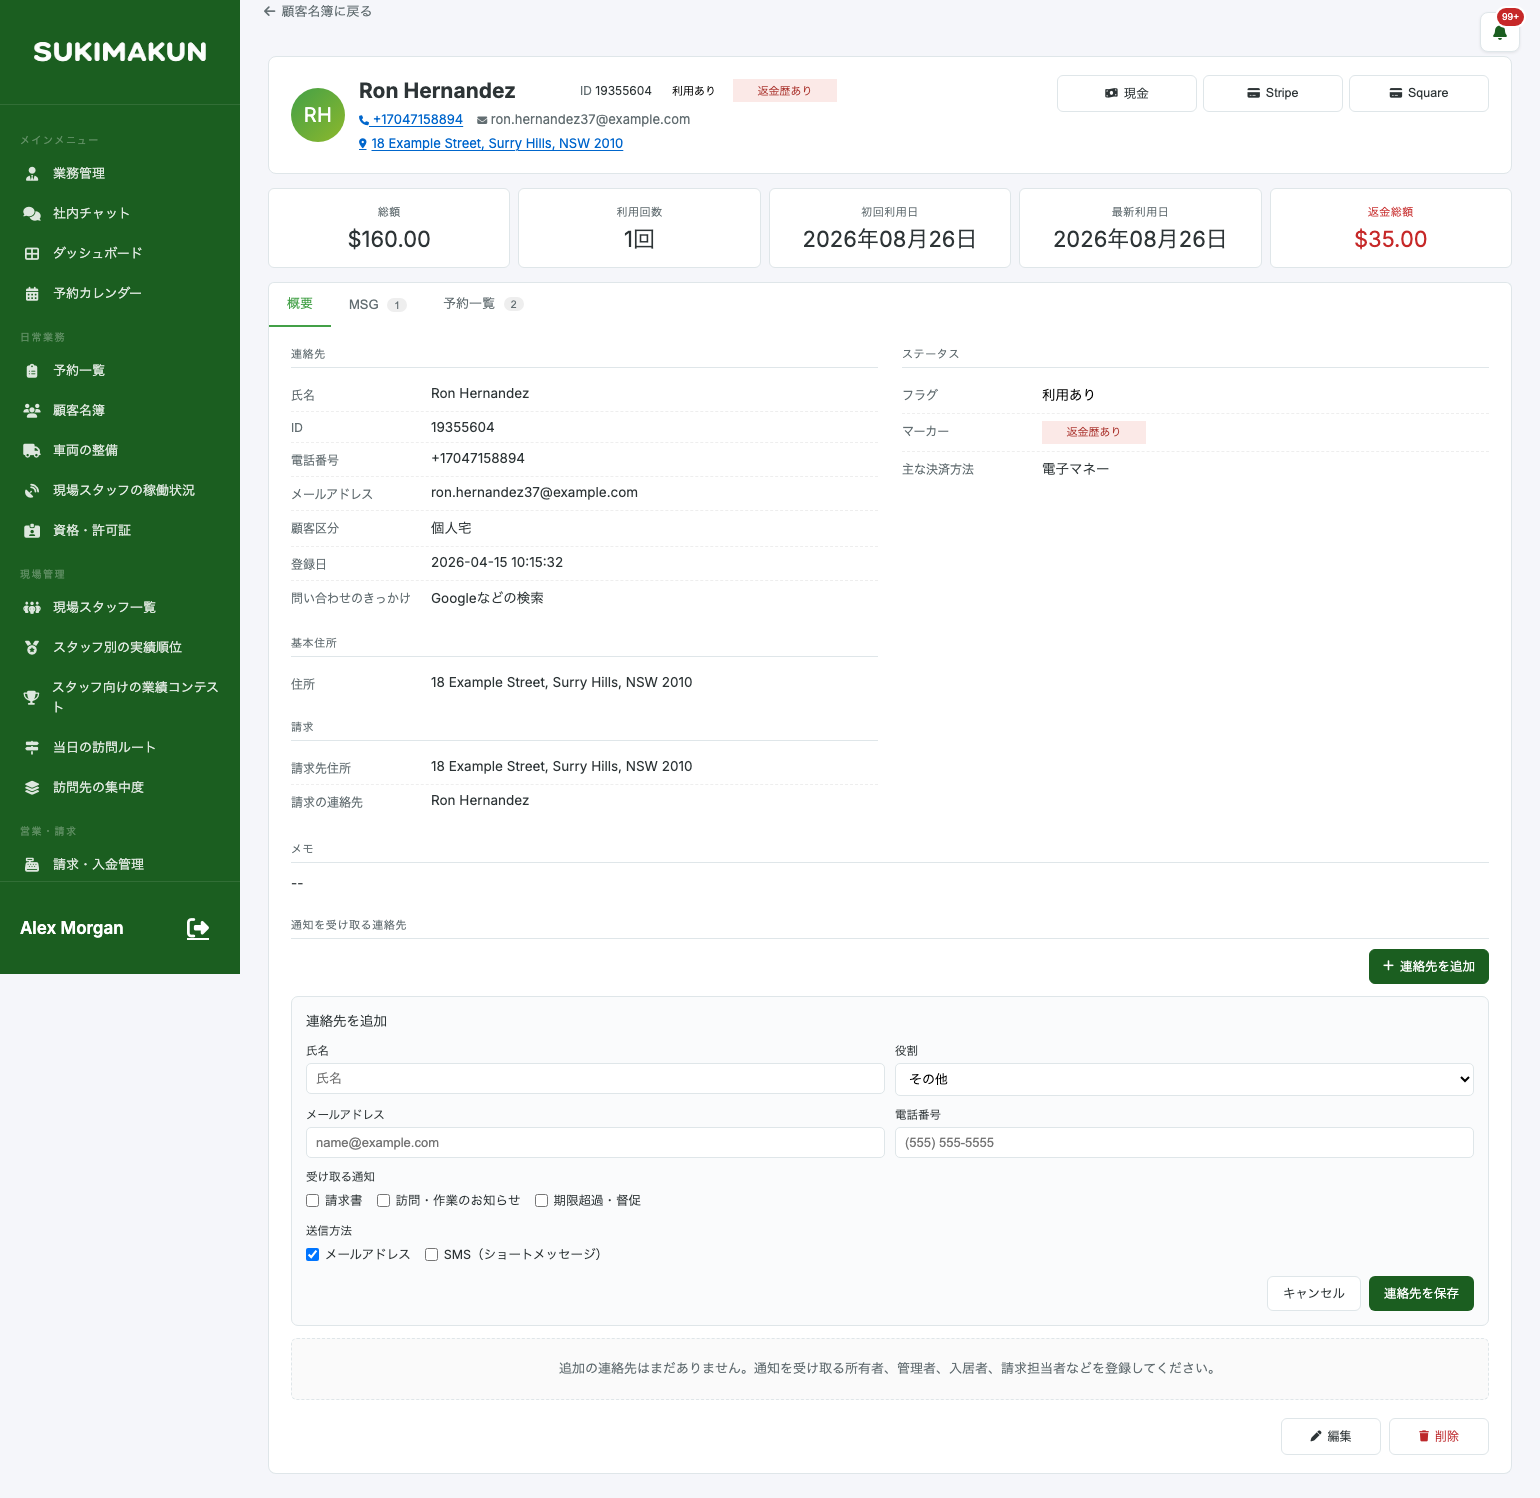 SUKIMAKUN
メインメニュー
業務管理
社内チャット
ダッシュボード
予約カレンダー
日常業務
予約一覧
顧客名簿
車両の整備
現場スタッフの稼働状況
資格・許可証
現場管理
現場スタッフ一覧
スタッフ別の実績順位
スタッフ向けの業績コンテス
ト
当日の訪問ルート
訪問先の集中度
営業・請求
請求・入金管理
Alex Morgan
顧客名簿に戻る
99+
RH
Ron Hernandez
ID 19355604 利用あり 返金歴あり
+17047158894 ron.hernandez37@example.com
18 Example Street, Surry Hills, NSW 2010
現金
Stripe
Square
総額
$160.00
利用回数
1回
初回利用日
2026年08月26日
最新利用日
2026年08月26日
返金総額
$35.00
概要
MSG 1
予約一覧 2
連絡先
氏名 Ron Hernandez
ID 19355604
電話番号 +17047158894
メールアドレス ron.hernandez37@example.com
顧客区分 個人宅
登録日 2026-04-15 10:15:32
問い合わせのきっかけ Googleなどの検索
ステータス
フラグ 利用あり
マーカー 返金歴あり
主な決済方法 電子マネー
基本住所
住所 18 Example Street, Surry Hills, NSW 2010
請求
請求先住所 18 Example Street, Surry Hills, NSW 2010
請求の連絡先 Ron Hernandez
メモ
--
通知を受け取る連絡先
連絡先を追加
連絡先を追加
氏名
氏名
役割
その他
メールアドレス
name@example.com
電話番号
(555) 555-5555
受け取る通知
請求書 訪問・作業のお知らせ 期限超過・督促
送信方法
メールアドレス SMS（ショートメッセージ）
キャンセル
連絡先を保存
追加の連絡先はまだありません。通知を受け取る所有者、管理者、入居者、請求担当者などを登録してください。
編集
削除